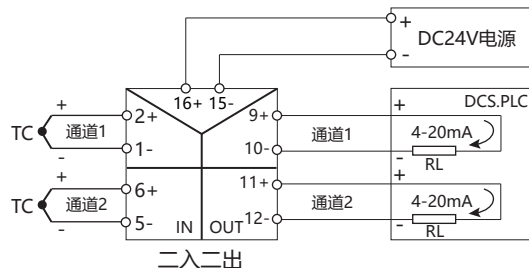 +
DC24V电源
-
16+ 15-
DCS.PLC
+ 2+ 9+ +
TC 通道1 通道1 4-20mA
- 1- 10- - RL
+ 6+ 11+ +
TC 通道2 通道2 4-20mA
- 5- IN OUT 12- - RL
二入二出